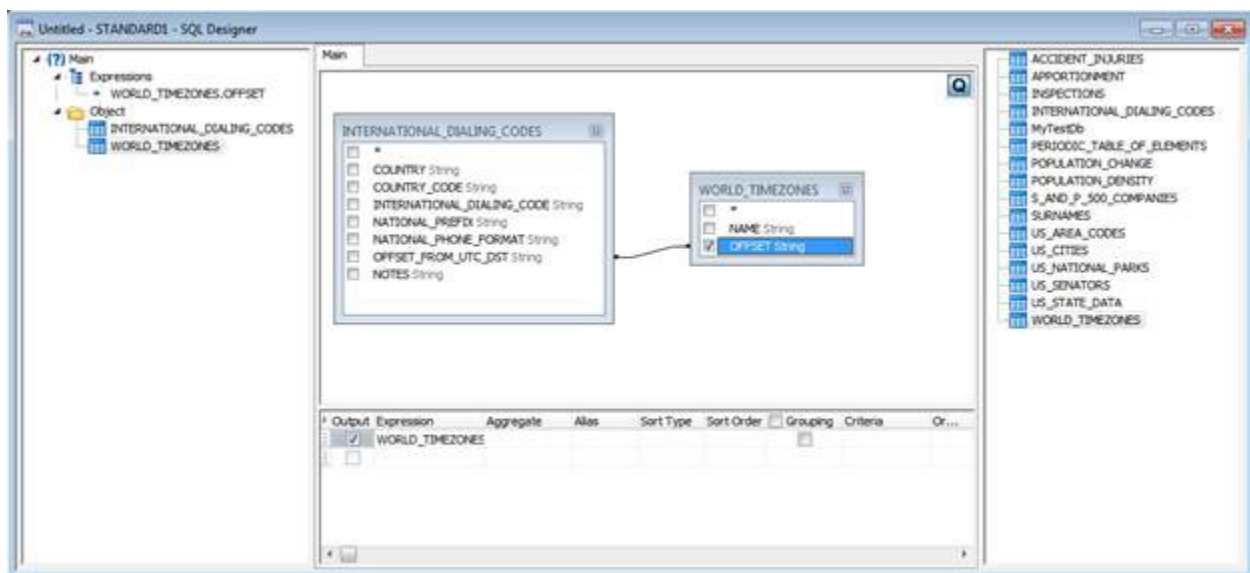 Untitled - STANDARD1 - SQL Designer
Main
Expressions
WORLD_TIMEZONES.OFFSET
Object
INTERNATIONAL_DIALING_CODES
WORLD_TIMEZONES
Main
Q
INTERNATIONAL_DIALING_CODES
*
COUNTRY String
COUNTRY_CODE String
INTERNATIONAL_DIALING_CODE String
NATIONAL_PREFIX String
NATIONAL_PHONE_FORMAT String
OFFSET_FROM_UTC_DST String
NOTES String
WORLD_TIMEZONES
*
NAME String
OFFSET String
Output Expression Aggregate Alias Sort Type Sort Order Grouping Criteria Or...
WORLD_TIMEZONES
ACCIDENT_INJURIES
APPORTIONMENT
INSPECTIONS
INTERNATIONAL_DIALING_CODES
MyTestDb
PERIODIC_TABLE_OF_ELEMENTS
POPULATION_CHANGE
POPULATION_DENSITY
S_AND_P_500_COMPANIES
SURNAMES
US_AREA_CODES
US_CITIES
US_NATIONAL_PARKS
US_SENATORS
US_STATE_DATA
WORLD_TIMEZONES